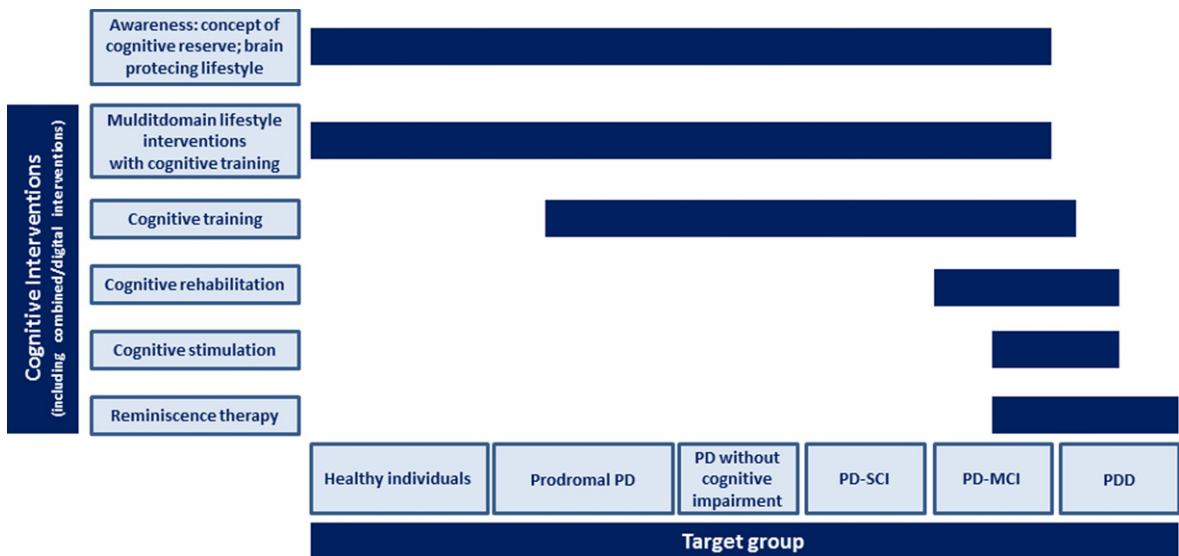 Awareness: concept of
cognitive reserve; brain
protecing lifestyle
Cognitive Interventions
(including combined/digital interventions)
Mulditdomain lifestyle
interventions
with cognitive training
Cognitive training
Cognitive rehabilitation
Cognitive stimulation
Reminiscence therapy
Healthy individuals
Prodromal PD
PD without
cognitive
impairment
PD-SCI
PD-MCI
PDD
Target group